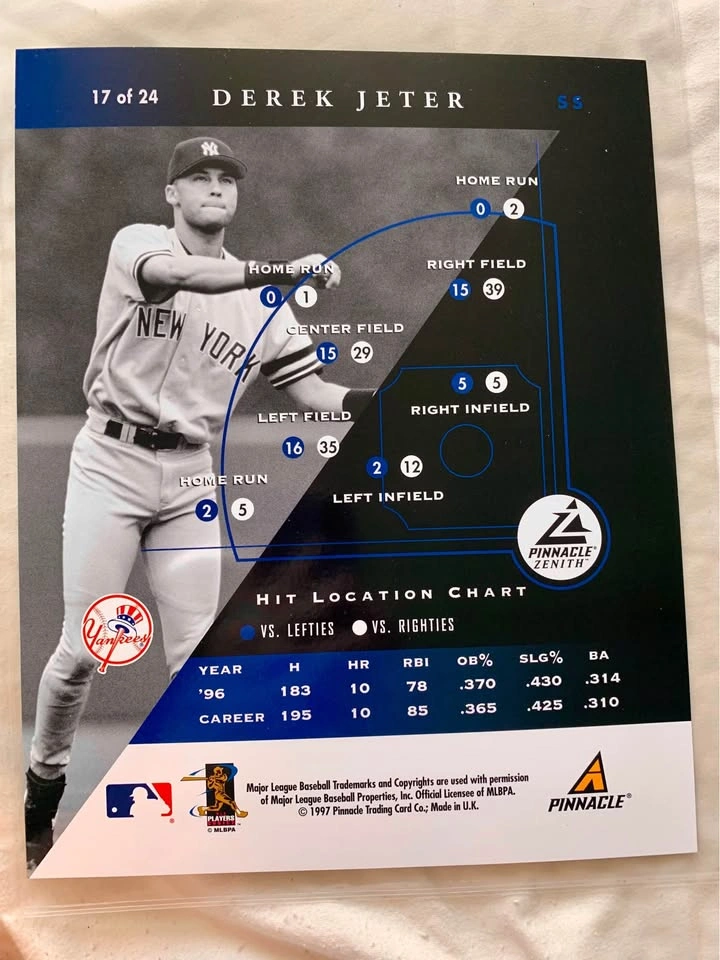 17 of 24 DEREK JETER SS
NY
HOME RUN
0 2
HOME RUN
0 1
RIGHT FIELD
15 39
NEW YORK
CENTER FIELD
15 29
5 5
RIGHT INFIELD
LEFT FIELD
16 35
2 12
LEFT INFIELD
HOME RUN
2 5
PINNACLE®
ZENITH™
HIT LOCATION CHART
VS. LEFTIES VS. RIGHTIES
Yankees
YEAR H HR RBI OB% SLG% BA
'96 183 10 78 .370 .430 .314
CAREER 195 10 85 .365 .425 .310
PLAYERS
CHOICE
© MLBPA
Major League Baseball Trademarks and Copyrights are used with permission
of Major League Baseball Properties, Inc. Official Licensee of MLBPA.
© 1997 Pinnacle Trading Card Co.; Made in U.K.
PINNACLE®